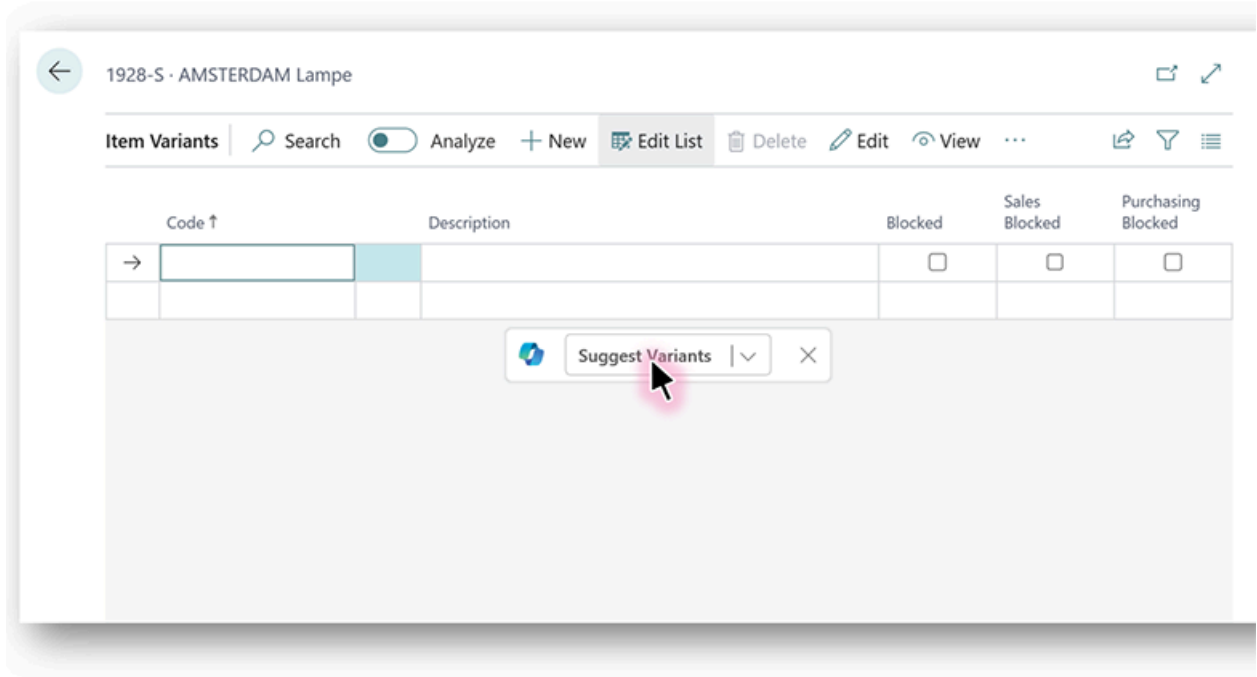 1928-S · AMSTERDAM Lampe
Item Variants Search Analyze New Edit List Delete Edit View ...
Code ↑ Description Blocked Sales Blocked Purchasing Blocked
Suggest Variants